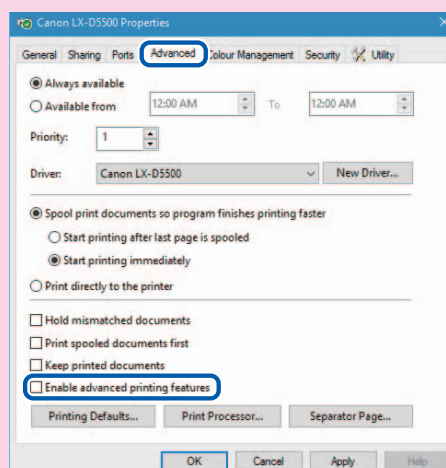 Canon LX-D5500 Properties
General Sharing Ports Advanced Colour Management Security Utility
Always available
Available from 12:00 AM To 12:00 AM
Priority: 1
Driver: Canon LX-D5500 New Driver...
Spool print documents so program finishes printing faster
Start printing after last page is spooled
Start printing immediately
Print directly to the printer
Hold mismatched documents
Print spooled documents first
Keep printed documents
Enable advanced printing features
Printing Defaults... Print Processor... Separator Page...
OK Cancel Apply Help